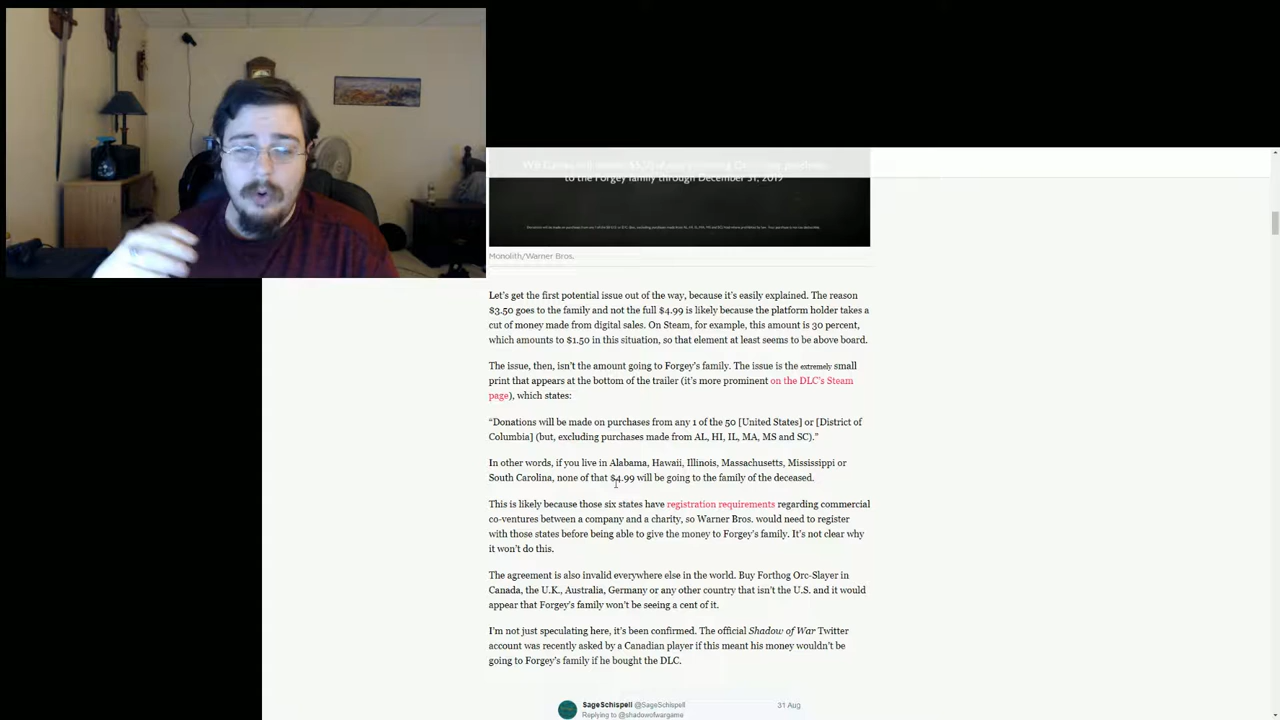 to the Forgey family through December 31, 2019
Monolith/Warner Bros.
Let's get the first potential issue out of the way, because it's easily explained. The reason
$3.50 goes to the family and not the full $4.99 is likely because the platform holder takes a
cut of money made from digital sales. On Steam, for example, this amount is 30 percent,
which amounts to $1.50 in this situation, so that element at least seems to be above board.
The issue, then, isn't the amount going to Forgey's family. The issue is the extremely small
print that appears at the bottom of the trailer (it's more prominent on the DLC's Steam
page), which states:
“Donations will be made on purchases from any 1 of the 50 [United States] or [District of
Columbia] (but, excluding purchases made from AL, HI, IL, MA, MS and SC).”
In other words, if you live in Alabama, Hawaii, Illinois, Massachusetts, Mississippi or
South Carolina, none of that $4.99 will be going to the family of the deceased.
This is likely because those six states have registration requirements regarding commercial
co-ventures between a company and a charity, so Warner Bros. would need to register
with those states before being able to give the money to Forgey's family. It's not clear why
it won't do this.
The agreement is also invalid everywhere else in the world. Buy Forthog Orc-Slayer in
Canada, the U.K., Australia, Germany or any other country that isn't the U.S. and it would
appear that Forgey's family won't be seeing a cent of it.
I'm not just speculating here, it's been confirmed. The official Shadow of War Twitter
account was recently asked by a Canadian player if this meant his money wouldn't be
going to Forgey's family if he bought the DLC.
SageSchispell @SageSchispell 31 Aug
Replying to @shadowofwargame